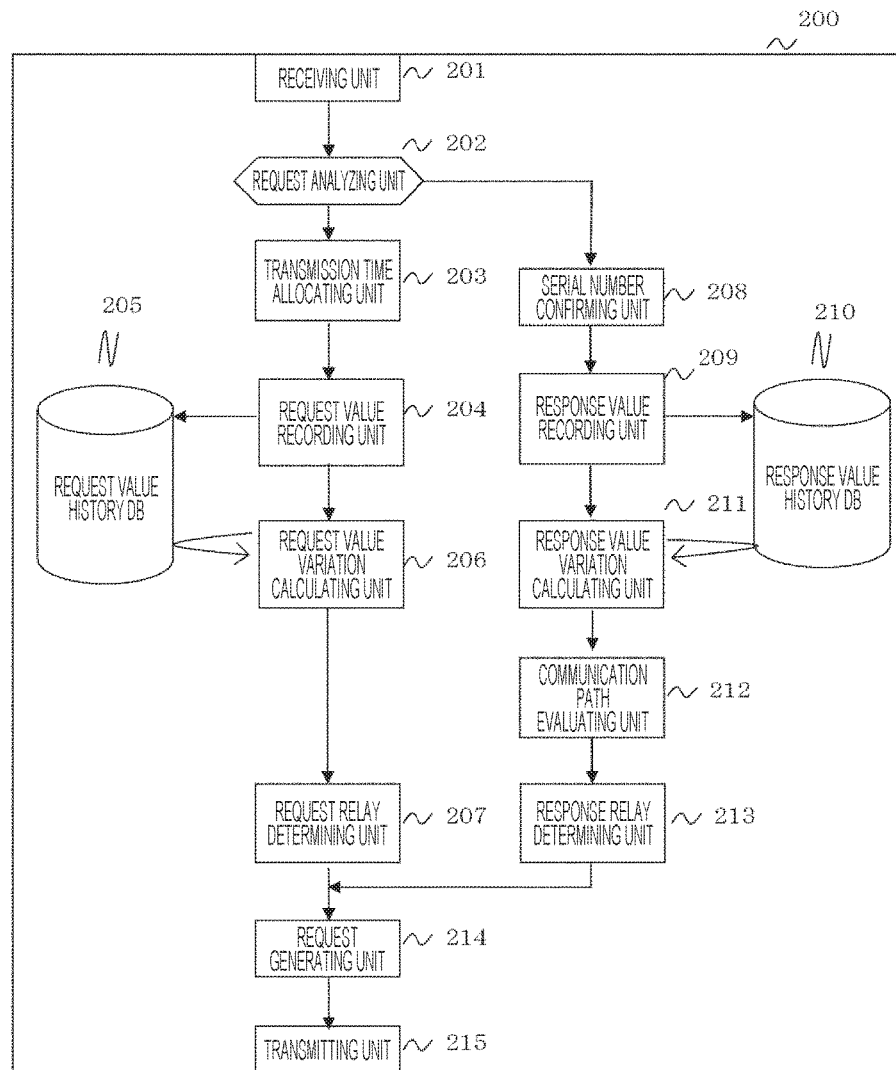 200
RECEIVING UNIT
201
202
REQUEST ANALYZING UNIT
TRANSMISSION TIME
ALLOCATING UNIT
203
SERIAL NUMBER
CONFIRMING UNIT
208
205
210
209
REQUEST VALUE
RECORDING UNIT
204
RESPONSE VALUE
RECORDING UNIT
REQUEST VALUE
HISTORY DB
RESPONSE VALUE
HISTORY DB
211
REQUEST VALUE
VARIATION
CALCULATING UNIT
206
RESPONSE VALUE
VARIATION
CALCULATING UNIT
COMMUNICATION
PATH
EVALUATING UNIT
212
REQUEST RELAY
DETERMINING UNIT
207
RESPONSE RELAY
DETERMINING UNIT
213
REQUEST
GENERATING UNIT
214
TRANSMITTING UNIT
215